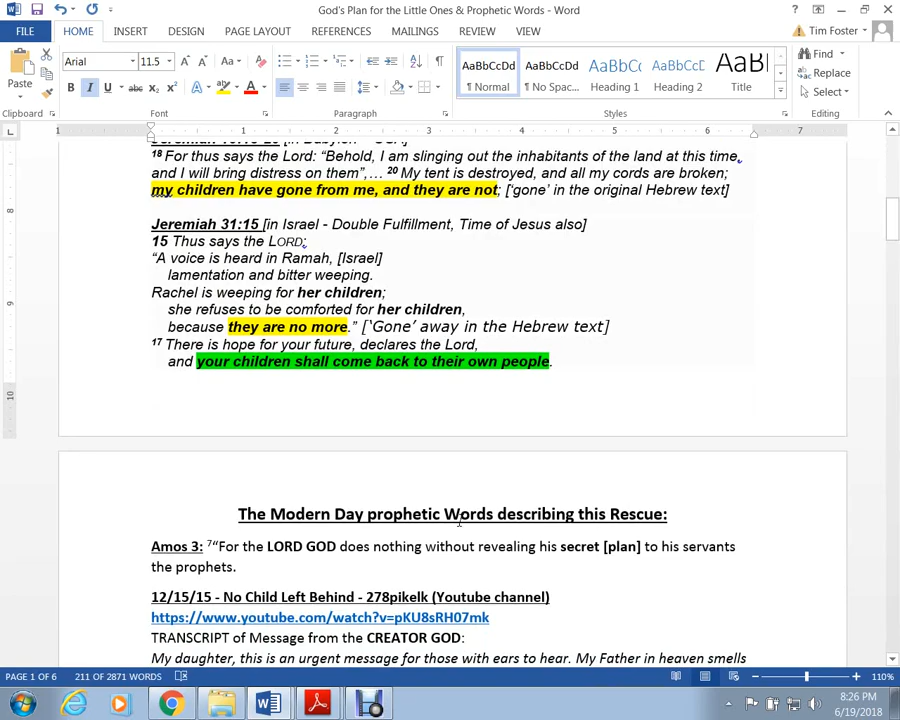 God's Plan for the Little Ones & Prophetic Words - Word
FILE HOME INSERT DESIGN PAGE LAYOUT REFERENCES MAILINGS REVIEW VIEW Tim Foster
Paste
Arial 11.5
Clipboard Font Paragraph Styles Editing
AaBbCcDd AaBbCcDd AaBbCc AaBbCcD AaBb
¶ Normal ¶ No Spac... Heading 1 Heading 2 Title
Find
Replace
Select
1 1 2 3 4 5 6 7
18 For thus says the Lord: “Behold, I am slinging out the inhabitants of the land at this time,
and I will bring distress on them”,… 20 My tent is destroyed, and all my cords are broken;
my children have gone from me, and they are not; [‘gone’ in the original Hebrew text]
Jeremiah 31:15 [in Israel - Double Fulfillment, Time of Jesus also]
15 Thus says the LORD:
“A voice is heard in Ramah, [Israel]
lamentation and bitter weeping.
Rachel is weeping for her children;
she refuses to be comforted for her children,
because they are no more.” [‘Gone’ away in the Hebrew text]
17 There is hope for your future, declares the Lord,
and your children shall come back to their own people.
The Modern Day prophetic Words describing this Rescue:
Amos 3: 7“For the LORD GOD does nothing without revealing his secret [plan] to his servants
the prophets.
12/15/15 - No Child Left Behind - 278pikelk (Youtube channel)
https://www.youtube.com/watch?v=pKU8sRH07mk
TRANSCRIPT of Message from the CREATOR GOD:
My daughter, this is an urgent message for those with ears to hear. My Father in heaven smells
PAGE 1 OF 6 211 OF 2871 WORDS 110%
8:26 PM
6/19/2018